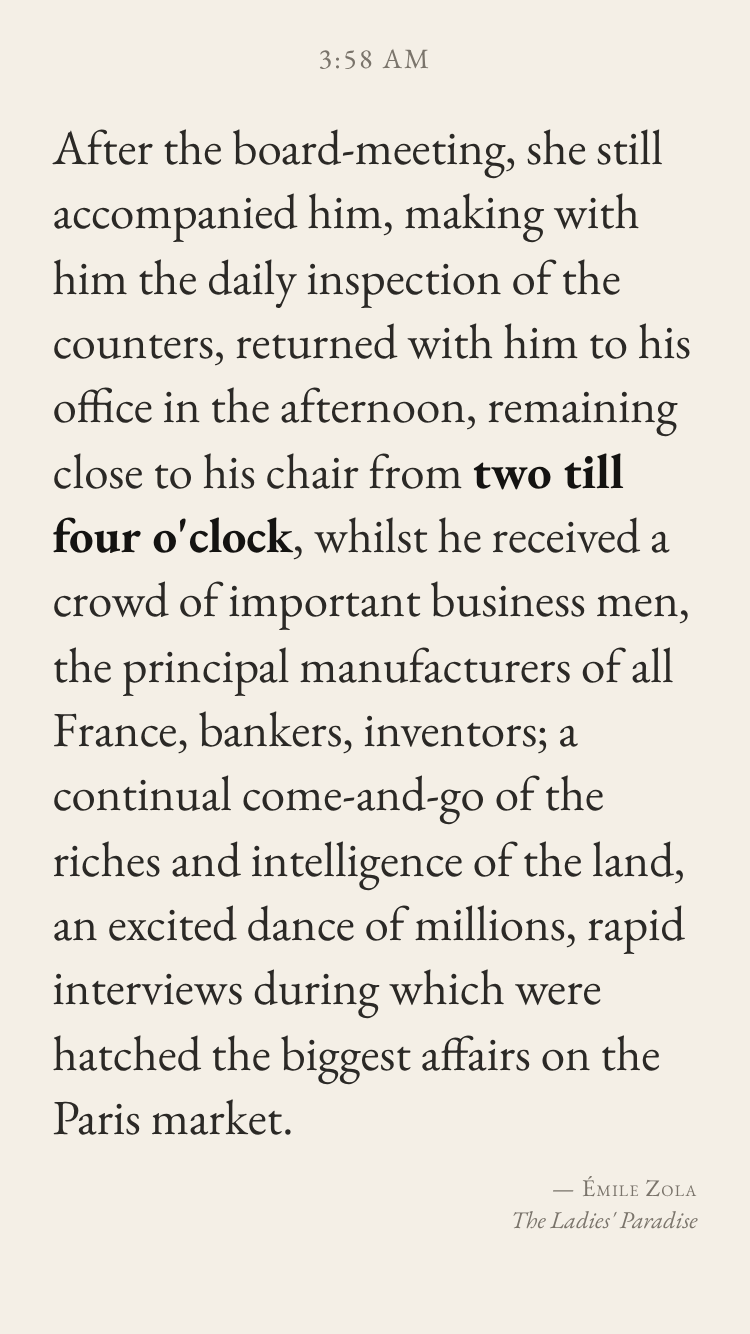 3:58 AM
After the board-meeting, she still
accompanied him, making with
him the daily inspection of the
counters, returned with him to his
office in the afternoon, remaining
close to his chair from two till
four o'clock, whilst he received a
crowd of important business men,
the principal manufacturers of all
France, bankers, inventors; a
continual come-and-go of the
riches and intelligence of the land,
an excited dance of millions, rapid
interviews during which were
hatched the biggest affairs on the
Paris market.
— Émile Zola
The Ladies' Paradise